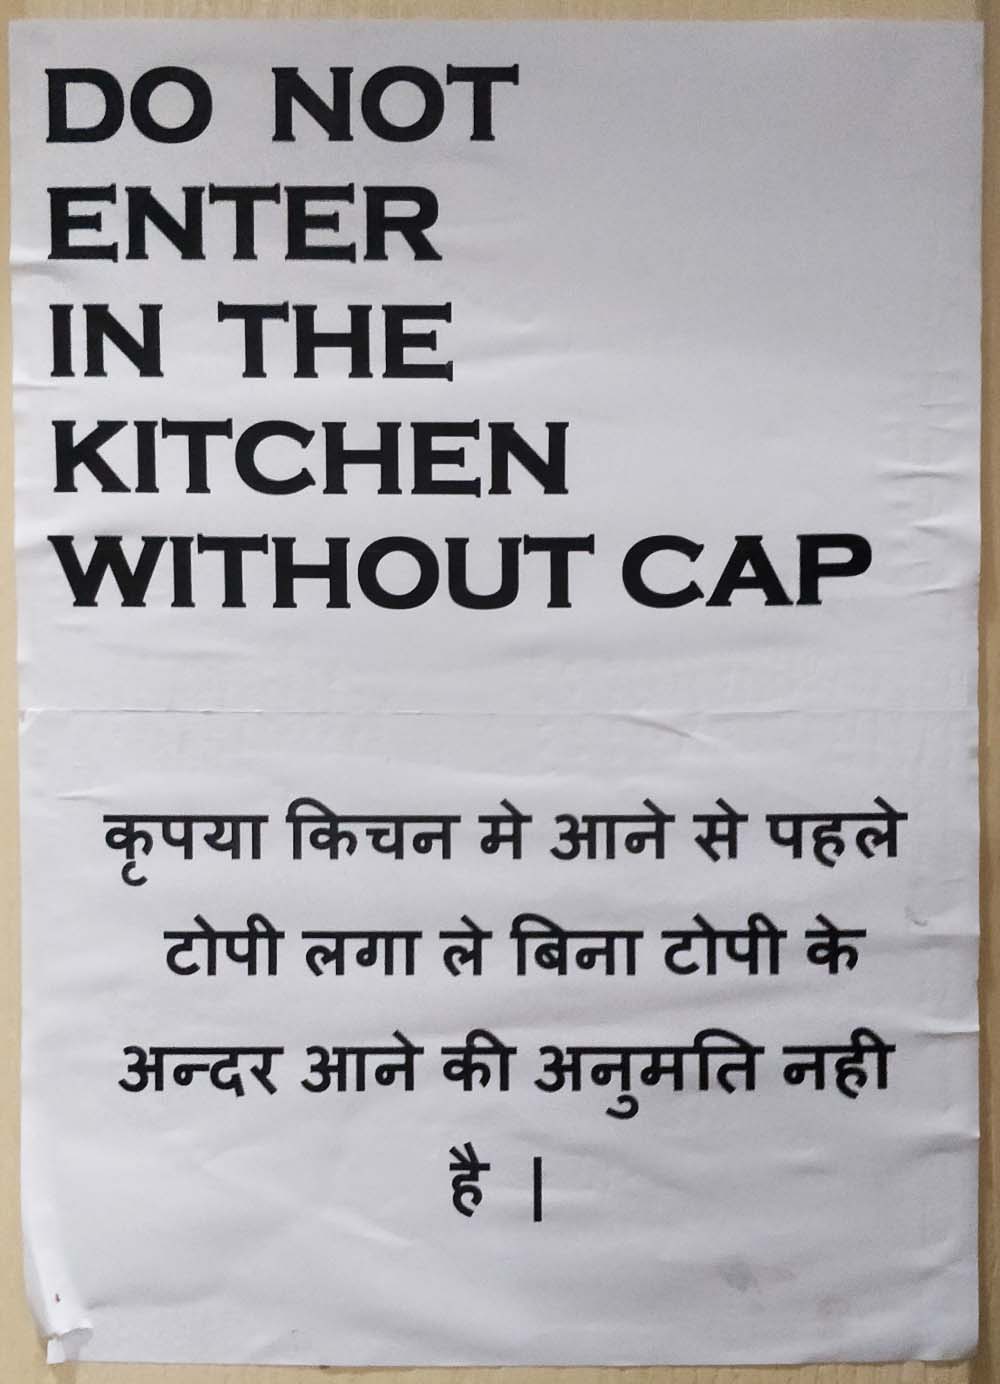 DO NOT
ENTER
IN THE
KITCHEN
WITHOUT CAP
कृपया किचन मे आने से पहले
टोपी लगा ले बिना टोपी के
अन्दर आने की अनुमति नही
है |